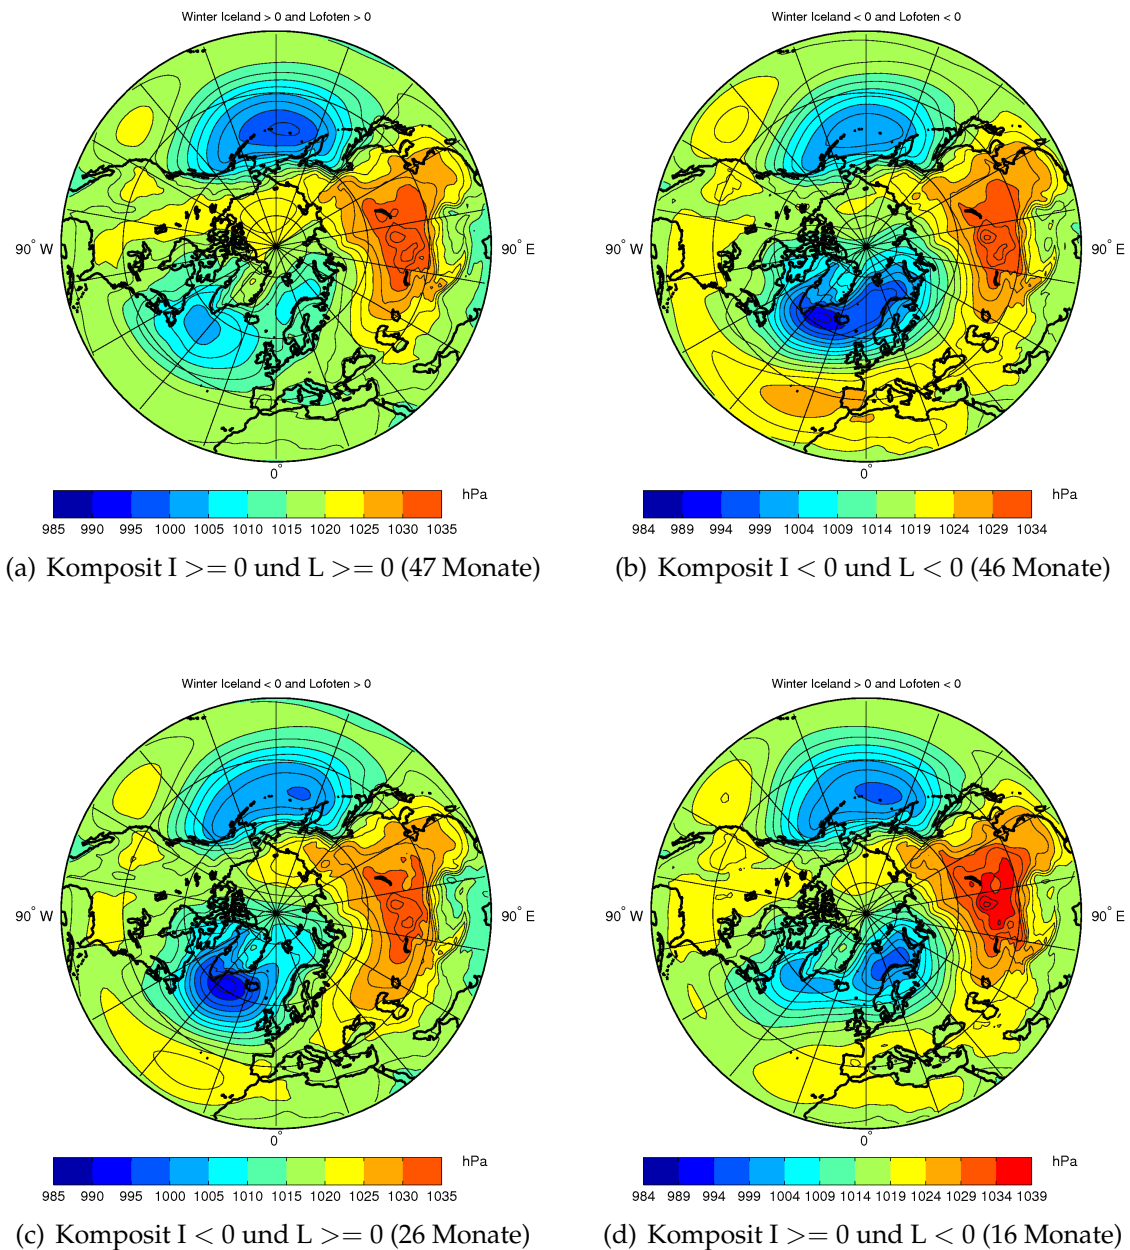 Winter Iceland > 0 and Lofoten > 0
Winter Iceland < 0 and Lofoten < 0
90° W
90° E
90° W
90° E
0°
0°
hPa
hPa
985 990 995 1000 1005 1010 1015 1020 1025 1030 1035
984 989 994 999 1004 1009 1014 1019 1024 1029 1034
(a) Komposit I >= 0 und L >= 0 (47 Monate)
(b) Komposit I < 0 und L < 0 (46 Monate)
Winter Iceland < 0 and Lofoten > 0
Winter Iceland > 0 and Lofoten < 0
90° W
90° E
90° W
90° E
0°
0°
hPa
hPa
985 990 995 1000 1005 1010 1015 1020 1025 1030 1035
984 989 994 999 1004 1009 1014 1019 1024 1029 1034 1039
(c) Komposit I < 0 und L >= 0 (26 Monate)
(d) Komposit I >= 0 und L < 0 (16 Monate)